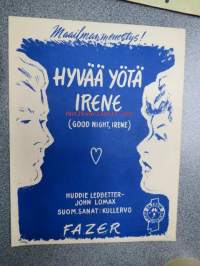 Maailmanmenestys!
HYVÄÄ YÖTÄ
IRENE
(GOOD NIGHT, IRENE)
HUDDIE LEDBETTER-
JOHN LOMAX
SUOM. SANAT: KULLERVO
FAZER